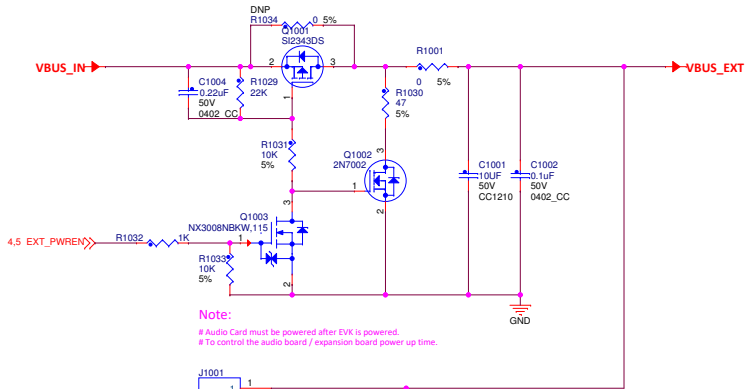 DNP
R1034 0 5%
Q1001
SI2343DS
2 3
R1001
VBUS_IN
VBUS_EXT
0 5%
C1004
0.22uF
50V
0402_CC
R1029
22K
1
R1030
47
5%
R1031
10K
5%
Q1002
2N7002
3
1
2
C1001
10UF
50V
CC1210
C1002
0.1uF
50V
0402_CC
3
Q1003
NX3008NBKW,115
4,5 EXT_PWREN
R1032 1K
1
R1033
10K
5%
2
GND
Note:
# Audio Card must be powered after EVK is powered.
# To control the audio board / expansion board power up time.
J1001
1
1